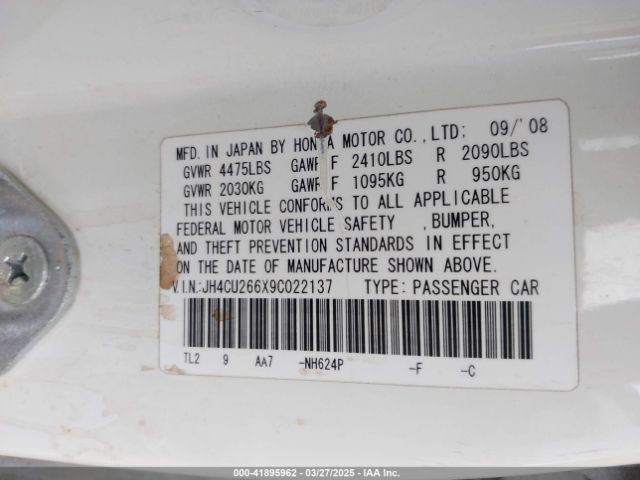 MFD. IN JAPAN BY HONDA MOTOR CO., LTD; 09/'08
GVWR 4475LBS GAWR F 2410LBS R 2090LBS
GVWR 2030KG GAWR F 1095KG R 950KG
THIS VEHICLE CONFORMS TO ALL APPLICABLE
FEDERAL MOTOR VEHICLE SAFETY , BUMPER,
AND THEFT PREVENTION STANDARDS IN EFFECT
ON THE DATE OF MANUFACTURE SHOWN ABOVE.
V.I.N.:JH4CU266X9C022137 TYPE: PASSENGER CAR
TL2 9 AA7 -NH624P -F -C
000-41895962 | 03/27/2025 | IAA Canada Inc.